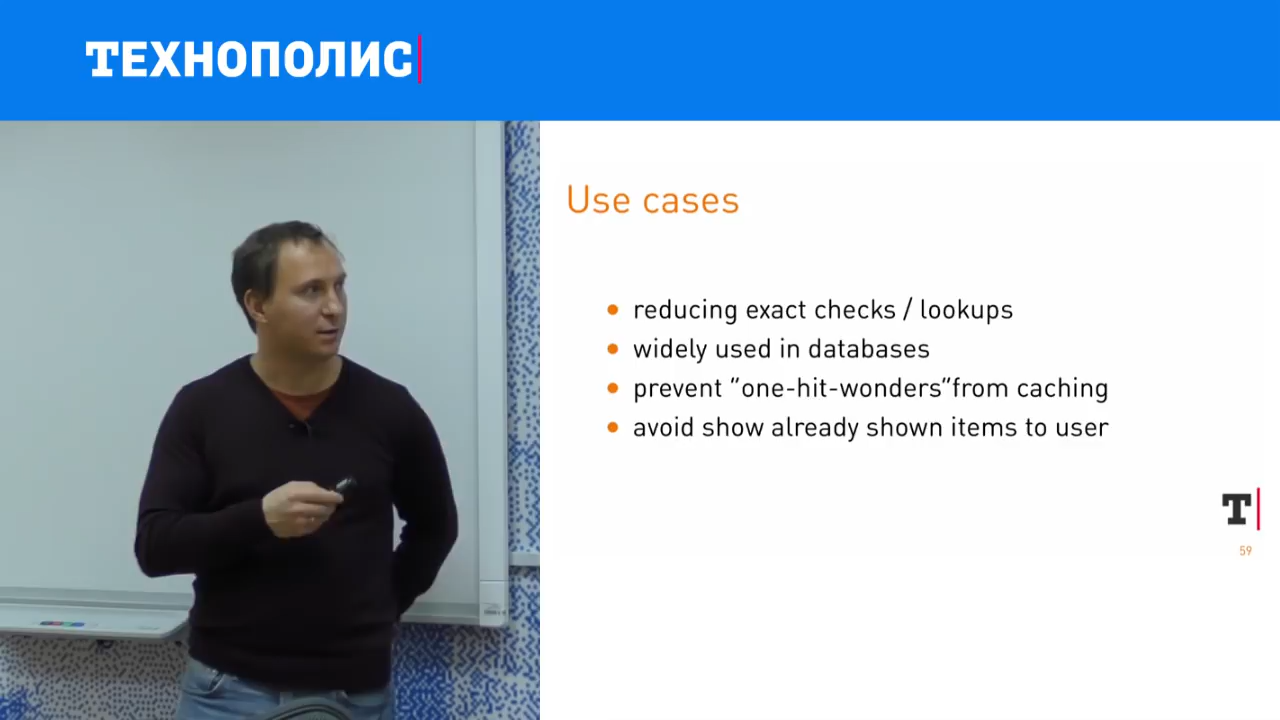 ТЕХНОПОЛИС
Use cases
reducing exact checks / lookups
widely used in databases
prevent "one-hit-wonders"from caching
avoid show already shown items to user
T
59